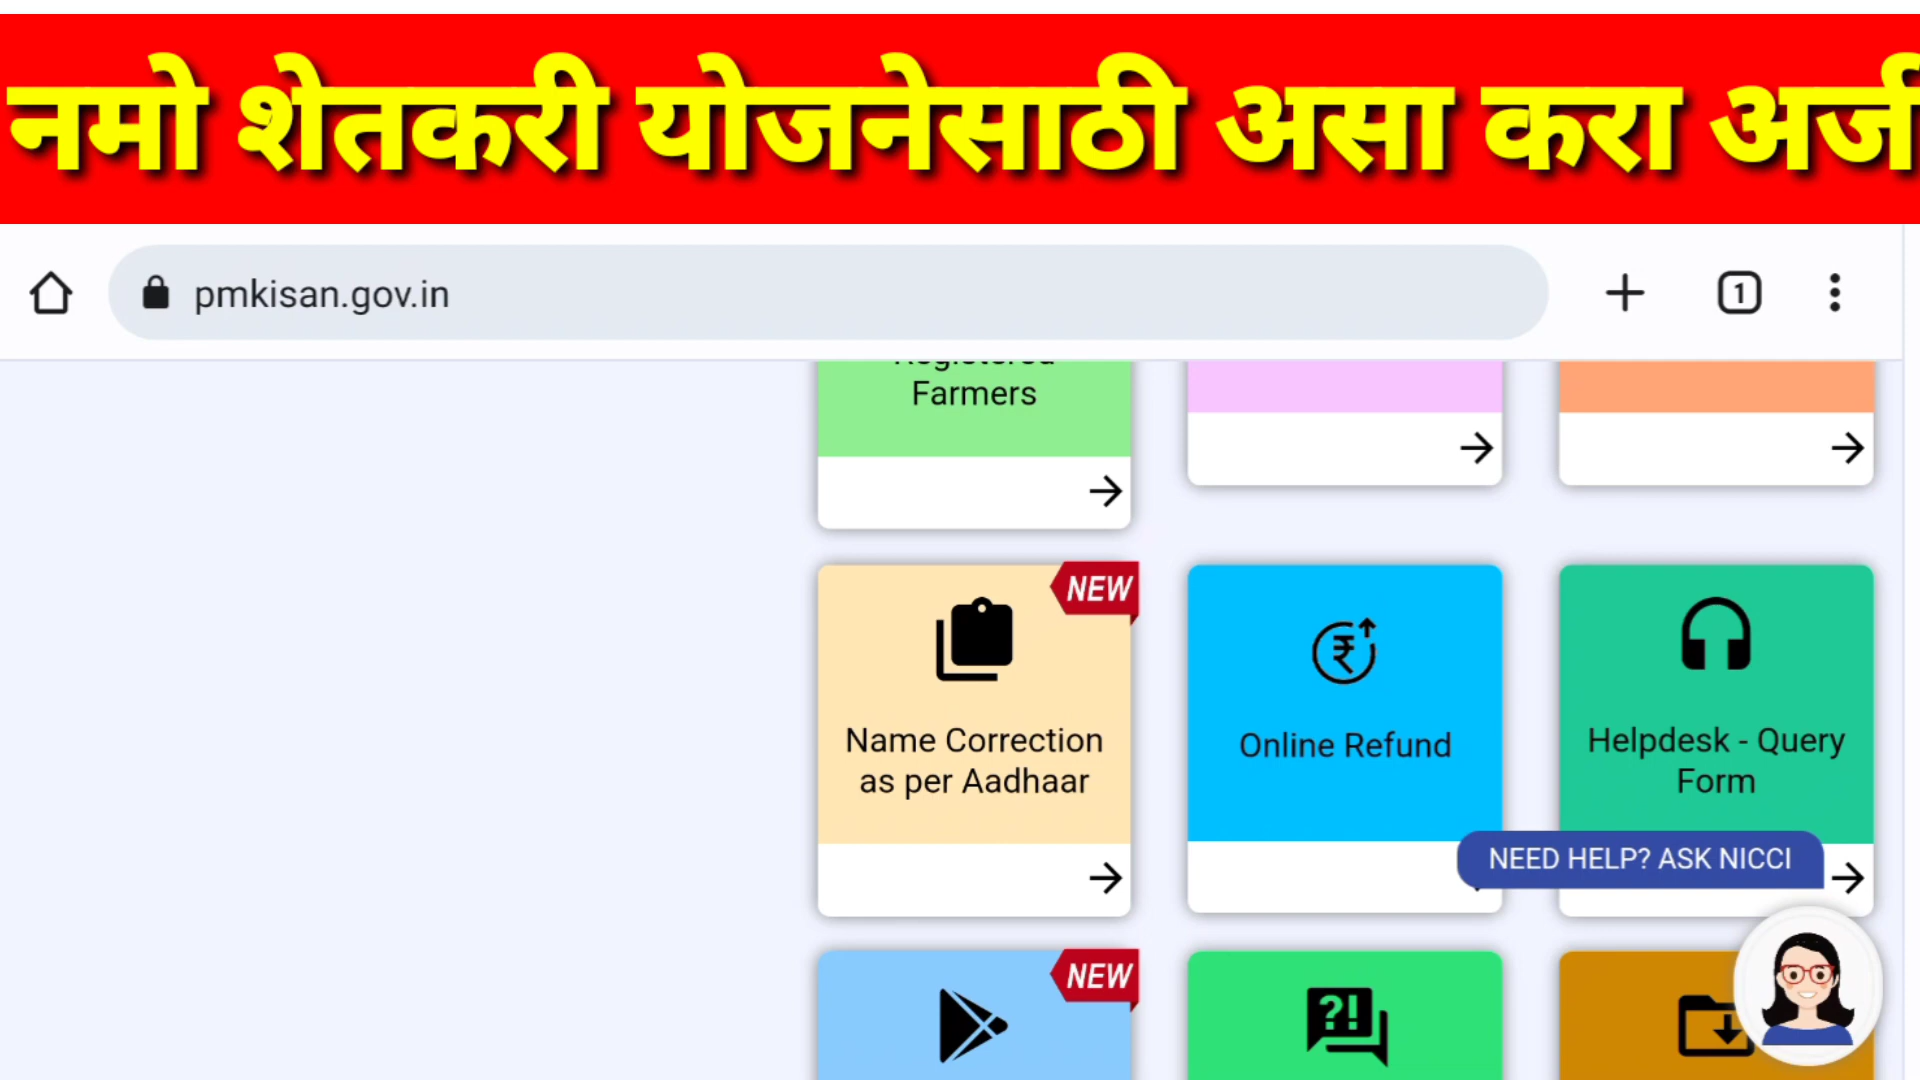 नमो शेतकरी योजनेसाठी असा करा अर्ज
pmkisan.gov.in
1
Registered
Farmers
NEW
Name Correction
as per Aadhaar
Online Refund
Helpdesk - Query
Form
NEED HELP? ASK NICCI
NEW
?!